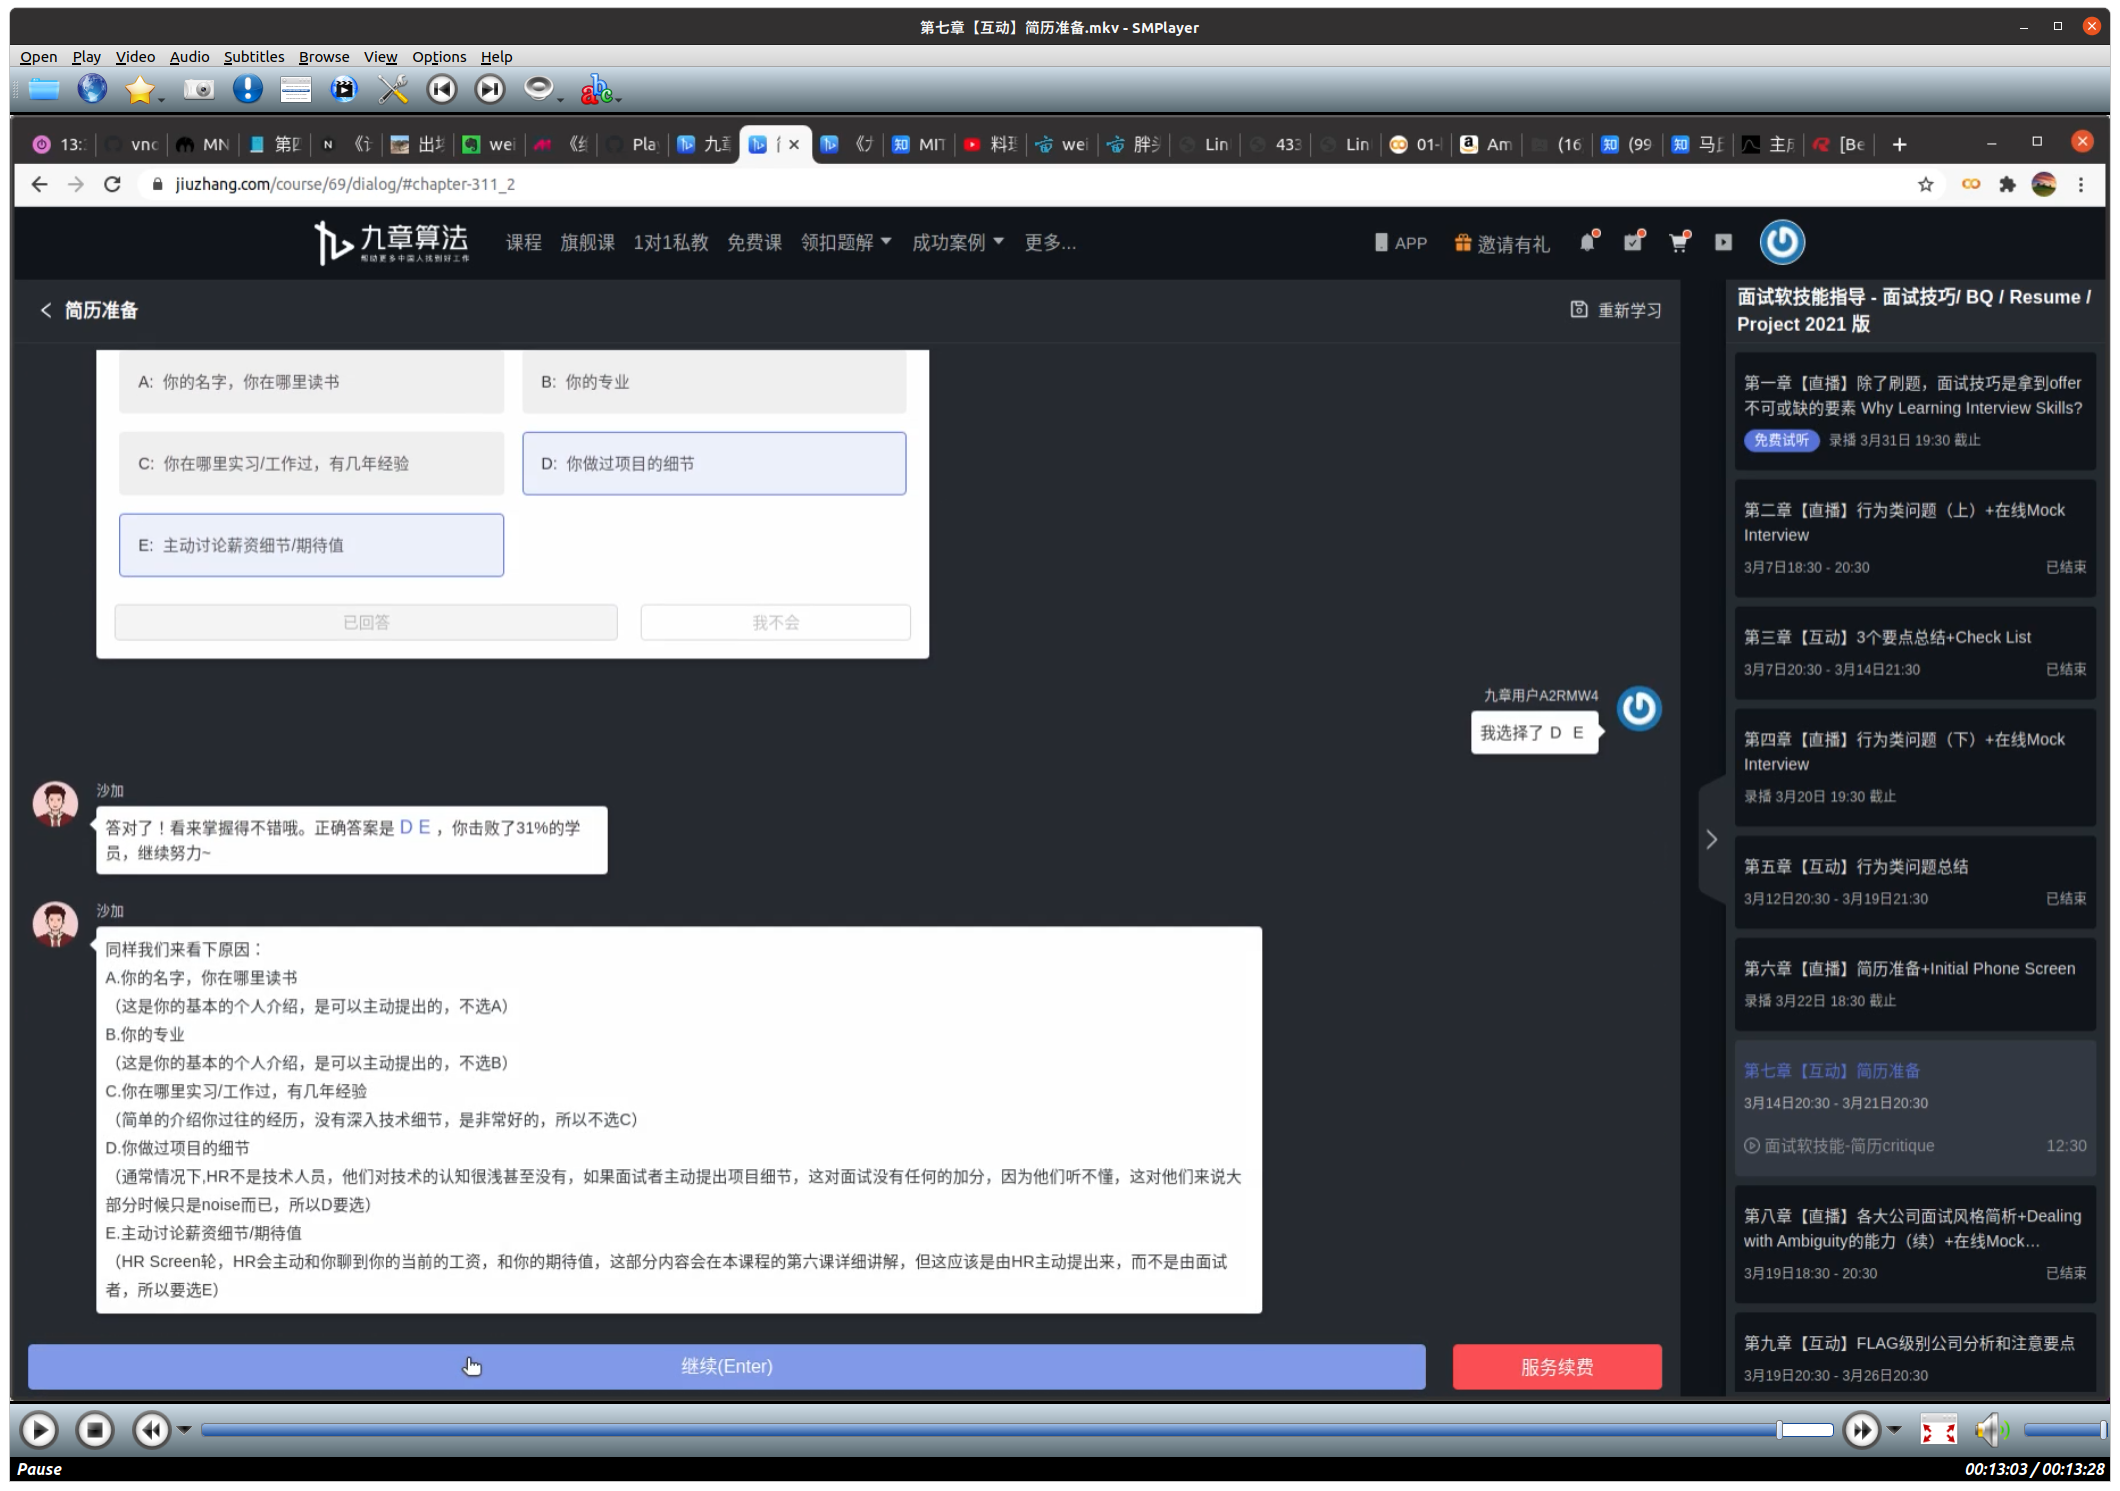 第七章【互动】简历准备.mkv - SMPlayer
Open Play Video Audio Subtitles Browse View Options Help
13: vnc MN 第四 wei Pla 九章 MIT wei Lin 433 Lin 01- Am (16 (99 [Be
jiuzhang.com/course/69/dialog/#chapter-311_2
九章算法
帮助更多中国人找到好工作
课程 旗舰课 1对1私教 免费课 领扣题解 成功案例 更多...
APP 邀请有礼
简历准备
重新学习
A: 你的名字，你在哪里读书
B: 你的专业
C: 你在哪里实习/工作过，有几年经验
D: 你做过项目的细节
E: 主动讨论薪资细节/期待值
已回答
我不会
九章用户A2RMW4
我选择了 D E
沙加
答对了！看来掌握得不错哦。正确答案是 D E ，你击败了31%的学
员，继续努力~
沙加
同样我们来看下原因：
A.你的名字，你在哪里读书
（这是你的基本的个人介绍，是可以主动提出的，不选A）
B.你的专业
（这是你的基本的个人介绍，是可以主动提出的，不选B）
C.你在哪里实习/工作过，有几年经验
（简单的介绍你过往的经历，没有深入技术细节，是非常好的，所以不选C）
D.你做过项目的细节
（通常情况下,HR不是技术人员，他们对技术的认知很浅甚至没有，如果面试者主动提出项目细节，这对面试没有任何的加分，因为他们听不懂，这对他们来说大
部分时候只是noise而已，所以D要选）
E.主动讨论薪资细节/期待值
（HR Screen轮，HR会主动和你聊到你的当前的工资，和你的期待值，这部分内容会在本课程的第六课详细讲解，但这应该是由HR主动提出来，而不是由面试
者，所以要选E）
继续(Enter)
服务续费
面试软技能指导 - 面试技巧/ BQ / Resume /
Project 2021 版
第一章【直播】除了刷题，面试技巧是拿到offer
不可或缺的要素 Why Learning Interview Skills?
免费试听 录播 3月31日 19:30 截止
第二章【直播】行为类问题（上）+在线Mock
Interview
3月7日18:30 - 20:30 已结束
第三章【互动】3个要点总结+Check List
3月7日20:30 - 3月14日21:30 已结束
第四章【直播】行为类问题（下）+在线Mock
Interview
录播 3月20日 19:30 截止
第五章【互动】行为类问题总结
3月12日20:30 - 3月19日21:30 已结束
第六章【直播】简历准备+Initial Phone Screen
录播 3月22日 18:30 截止
第七章【互动】简历准备
3月14日20:30 - 3月21日20:30
面试软技能-简历critique 12:30
第八章【直播】各大公司面试风格简析+Dealing
with Ambiguity的能力（续）+在线Mock...
3月19日18:30 - 20:30 已结束
第九章【互动】FLAG级别公司分析和注意要点
3月19日20:30 - 3月26日20:30
Pause
00:13:03 / 00:13:28